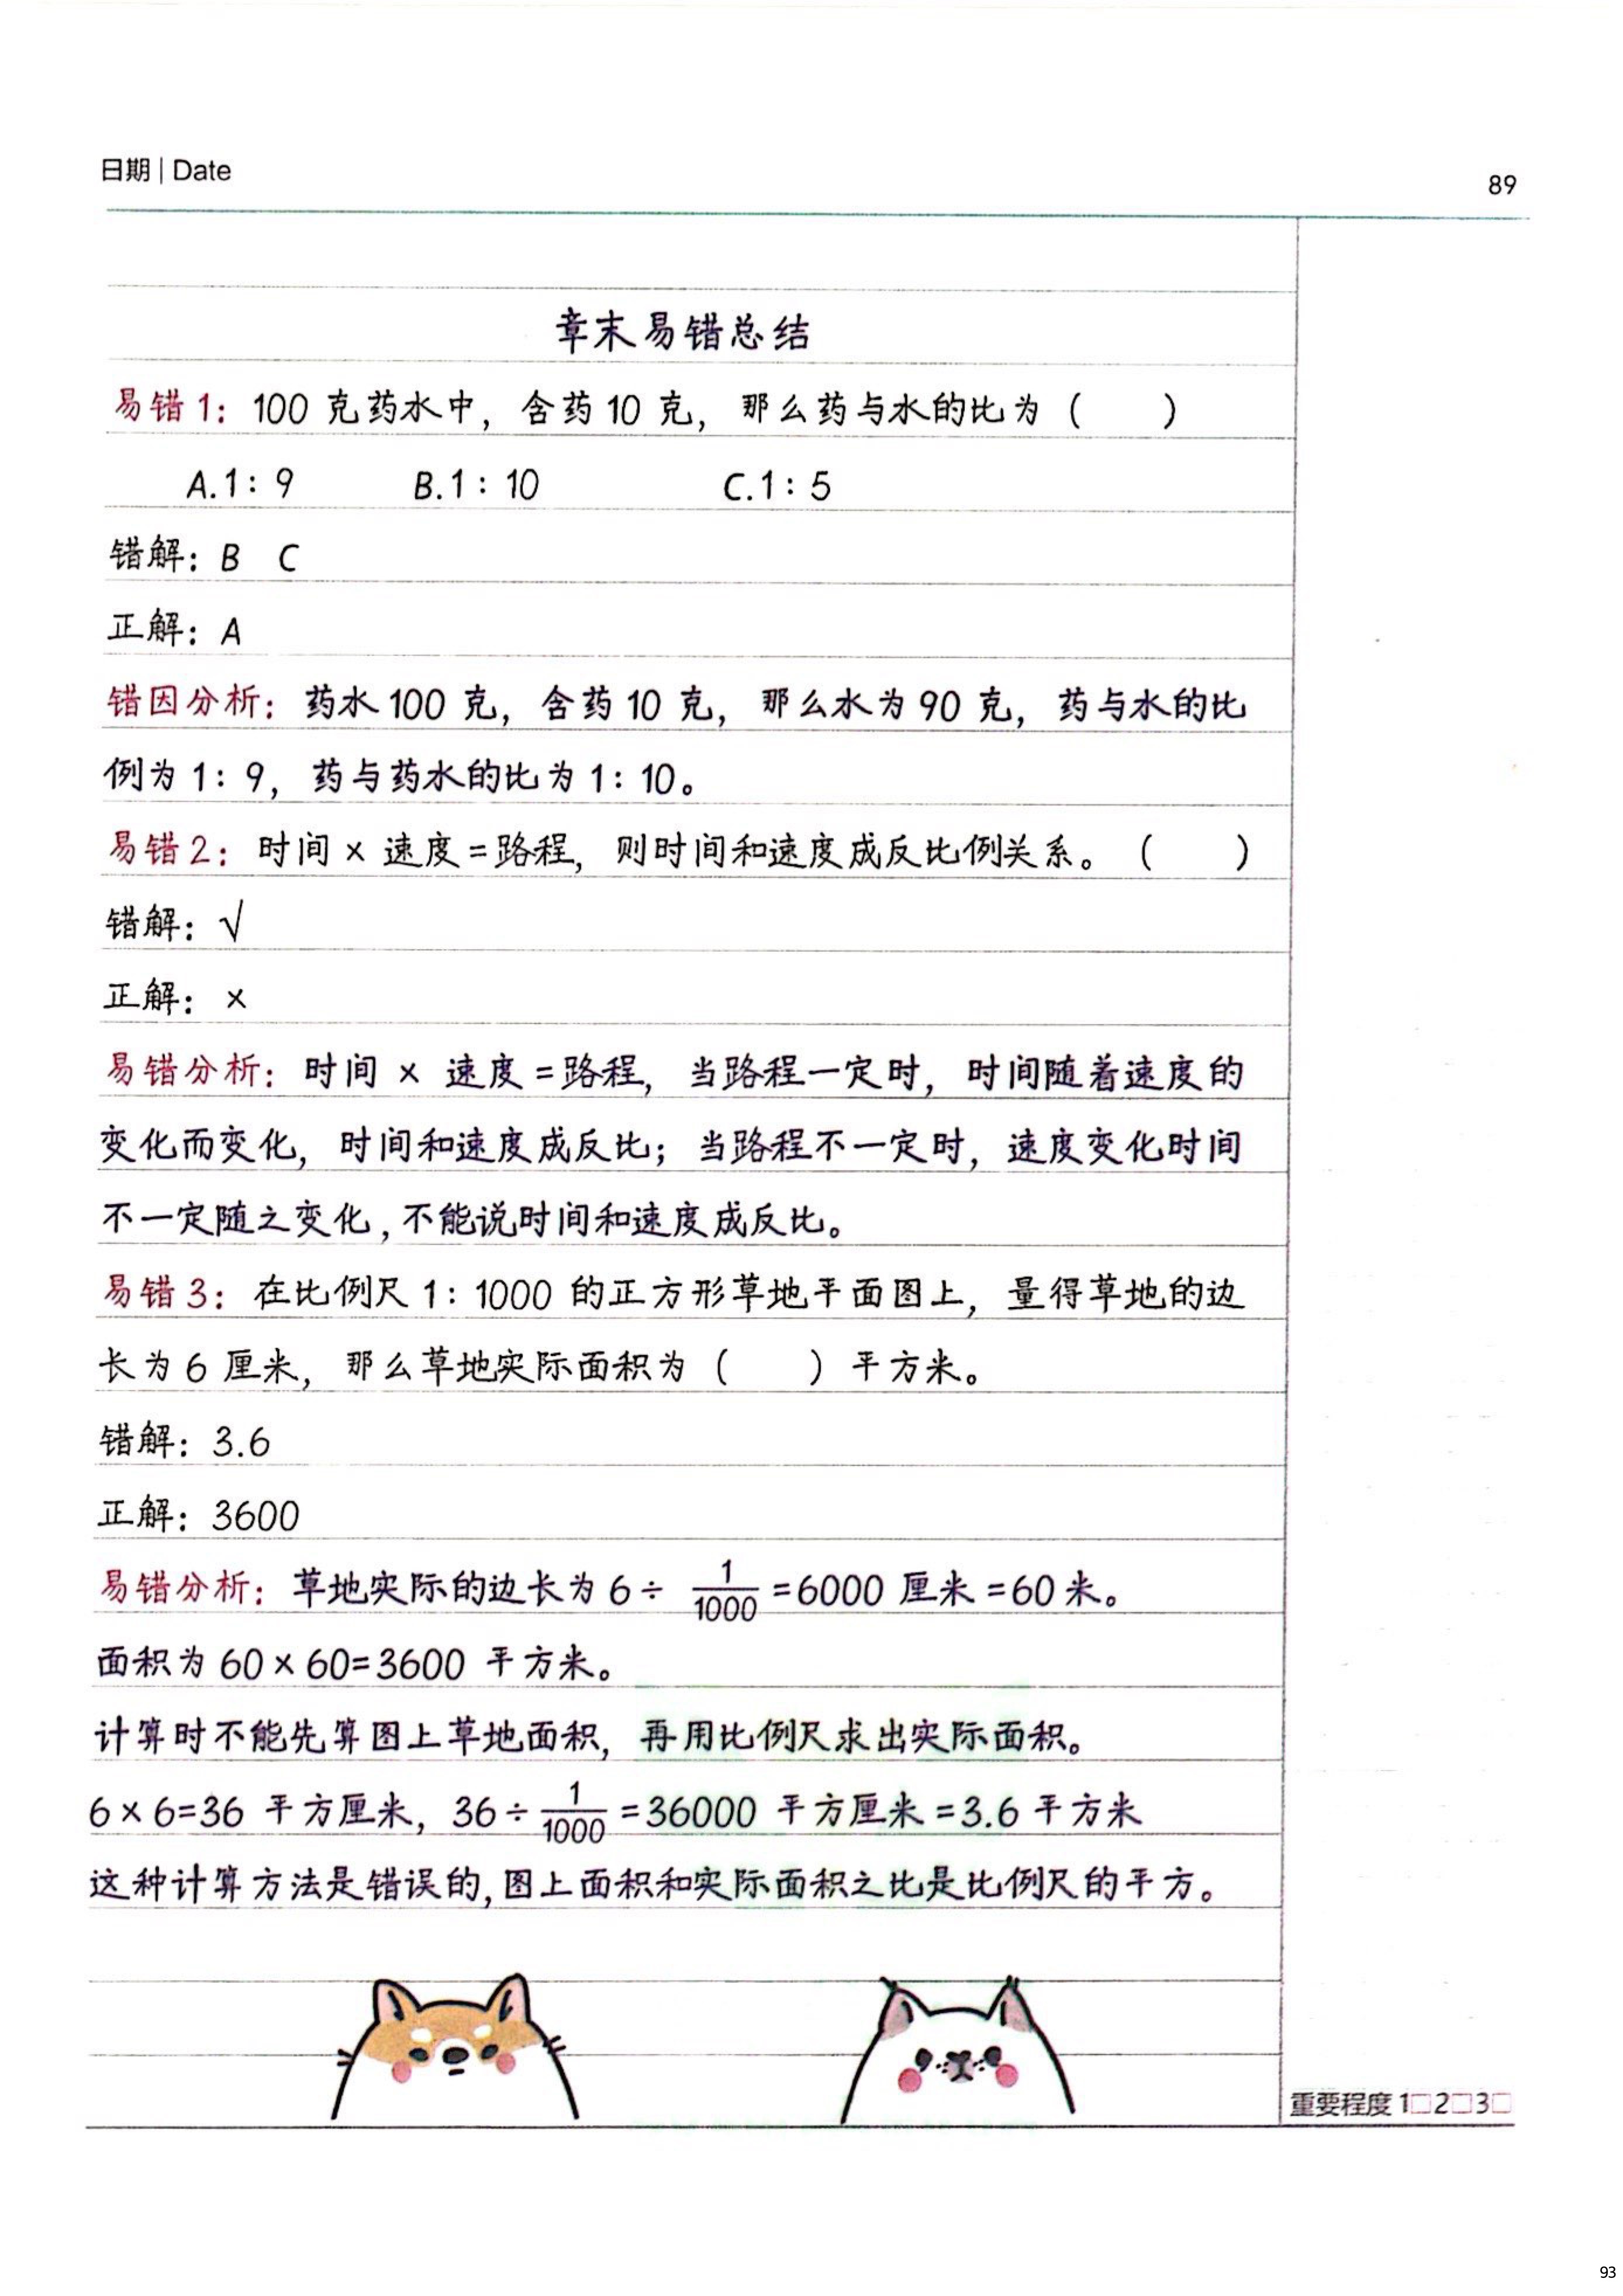 日期 | Date
89
章末易错总结
易错1：100 克药水中，含药10 克，那么药与水的比为（　　）
A.1：9　　B.1：10　　C.1：5
错解：B　C
正解：A
错因分析：药水100 克，含药10 克，那么水为90 克，药与水的比
例为1：9，药与药水的比为1：10。
易错2：时间 × 速度=路程，则时间和速度成反比例关系。（　　）
错解：√
正解：×
易错分析：时间 × 速度=路程，当路程一定时，时间随着速度的
变化而变化，时间和速度成反比；当路程不一定时，速度变化时间
不一定随之变化,不能说时间和速度成反比。
易错3：在比例尺1：1000 的正方形草地平面图上，量得草地的边
长为6 厘米，那么草地实际面积为（　　）平方米。
错解：3.6
正解：3600
易错分析：草地实际的边长为6÷ 1/1000 =6000 厘米=60米。
面积为60×60=3600 平方米。
计算时不能先算图上草地面积，再用比例尺求出实际面积。
6×6=36 平方厘米，36÷ 1/1000 =36000 平方厘米=3.6平方米
这种计算方法是错误的,图上面积和实际面积之比是比例尺的平方。
重要程度 1□2□3□
93